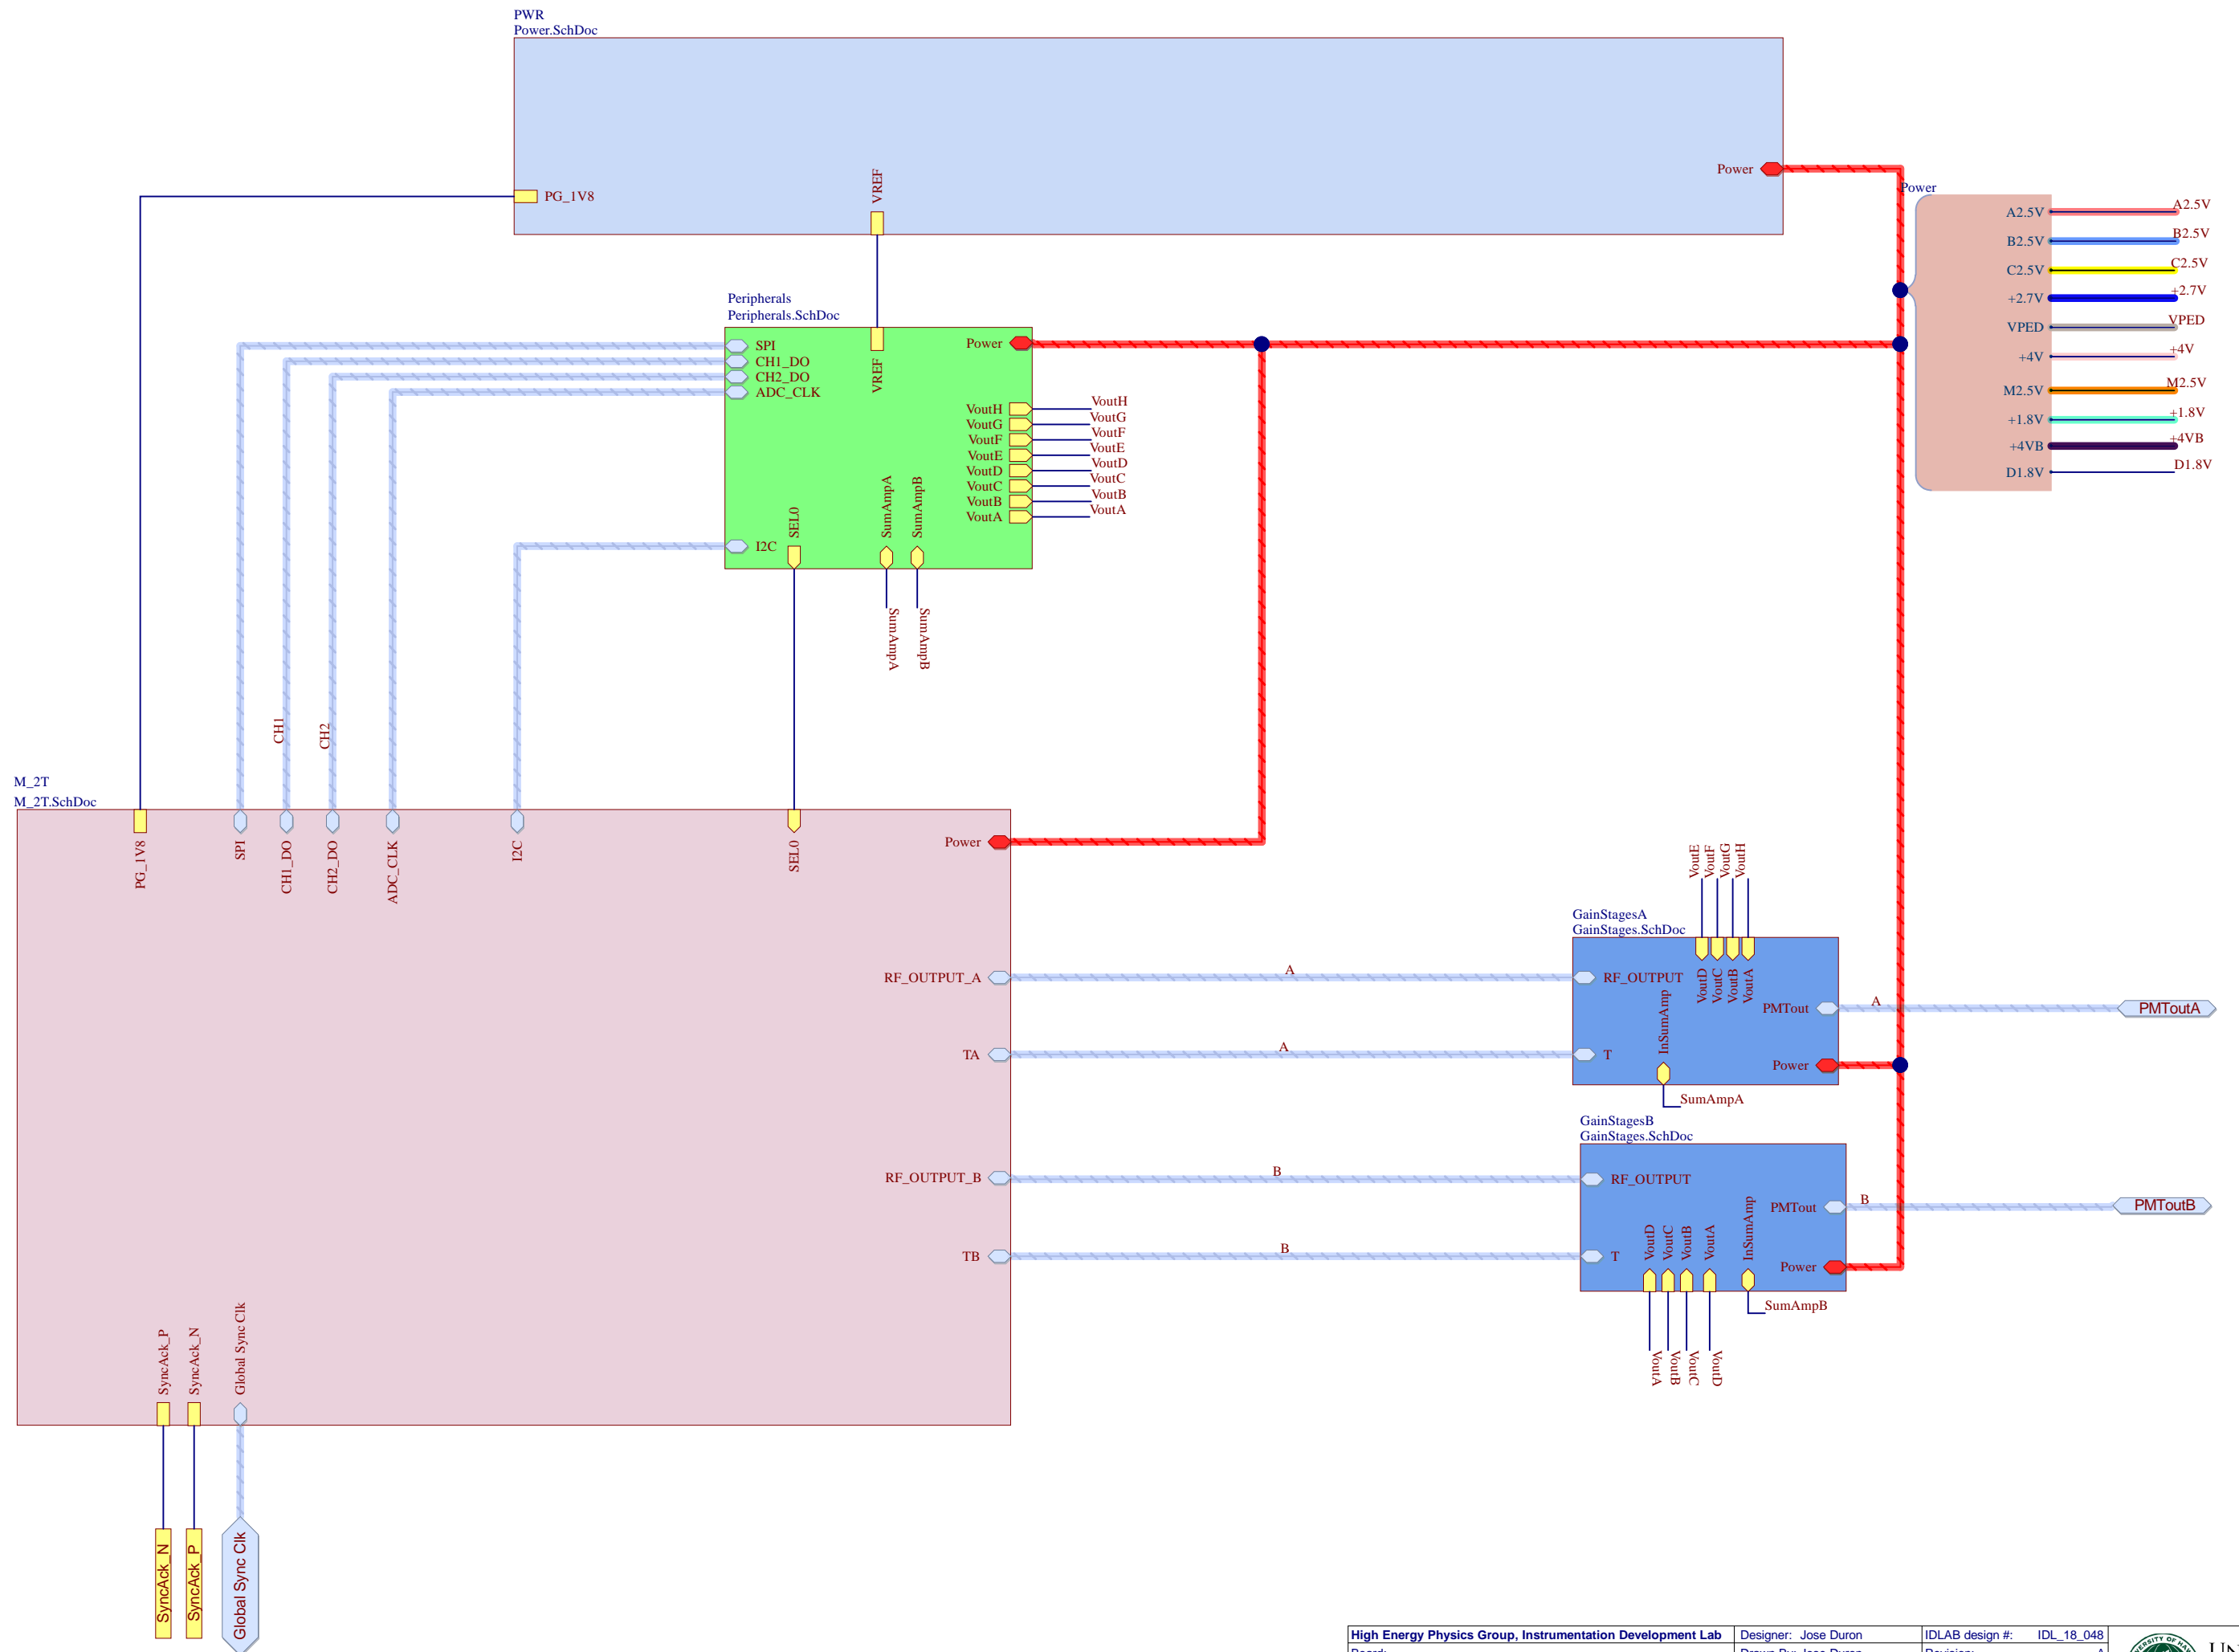 PWR
Power.SchDoc
Power
PG_1V8
VREF
Power
A2.5V
A2.5V
B2.5V
B2.5V
C2.5V
C2.5V
+2.7V
+2.7V
VPED
VPED
+4V
+4V
M2.5V
M2.5V
+1.8V
+1.8V
+4VB
+4VB
D1.8V
D1.8V
Peripherals
Peripherals.SchDoc
SPI
CH1_DO
CH2_DO
ADC_CLK
VREF
Power
VoutH
VoutH
VoutG
VoutG
VoutF
VoutF
VoutE
VoutE
VoutD
VoutD
VoutC
VoutC
VoutB
VoutB
VoutA
VoutA
I2C
SEL0
SumAmpA
SumAmpB
SumAmpA
SumAmpB
CH1
CH2
M_2T
M_2T.SchDoc
PG_1V8
SPI
CH1_DO
CH2_DO
ADC_CLK
I2C
SEL0
Power
RF_OUTPUT_A
A
TA
A
RF_OUTPUT_B
B
TB
B
SyncAck_P
SyncAck_N
Global Sync Clk
SyncAck_N
SyncAck_P
Global Sync Clk
VoutE
VoutF
VoutG
VoutH
GainStagesA
GainStages.SchDoc
RF_OUTPUT
VoutD
VoutC
VoutB
VoutA
InSumAmp
PMTout
A
PMToutA
T
Power
SumAmpA
GainStagesB
GainStages.SchDoc
RF_OUTPUT
PMTout
B
PMToutB
T
VoutD
VoutC
VoutB
VoutA
InSumAmp
Power
SumAmpB
VoutA
VoutB
VoutC
VoutD
High Energy Physics Group, Instrumentation Development Lab
Designer: Jose Duron
IDLAB design #: IDL_18_048